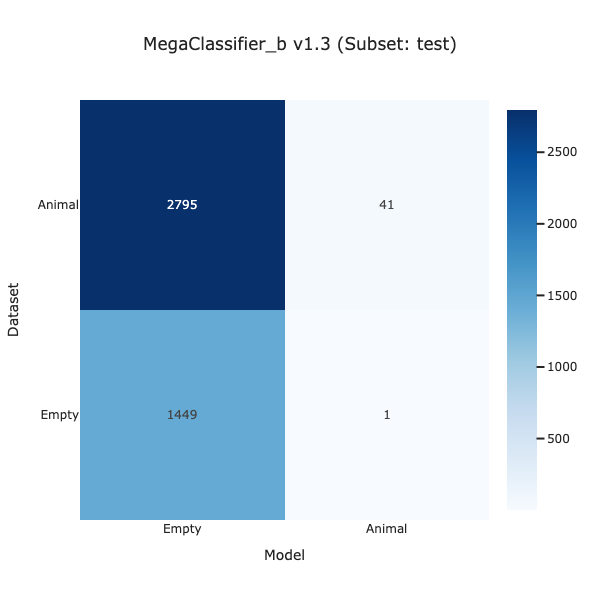 MegaClassifier_b v1.3 (Subset: test)
Animal
2795
41
Empty
1449
1
Dataset
Empty
Animal
Model
2500
2000
1500
1000
500